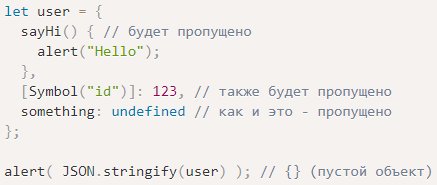 let user = {
  sayHi() { // будет пропущено
    alert("Hello");
  },
  [Symbol("id")]: 123, // также будет пропущено
  something: undefined // как и это - пропущено
};

alert( JSON.stringify(user) ); // {} (пустой объект)